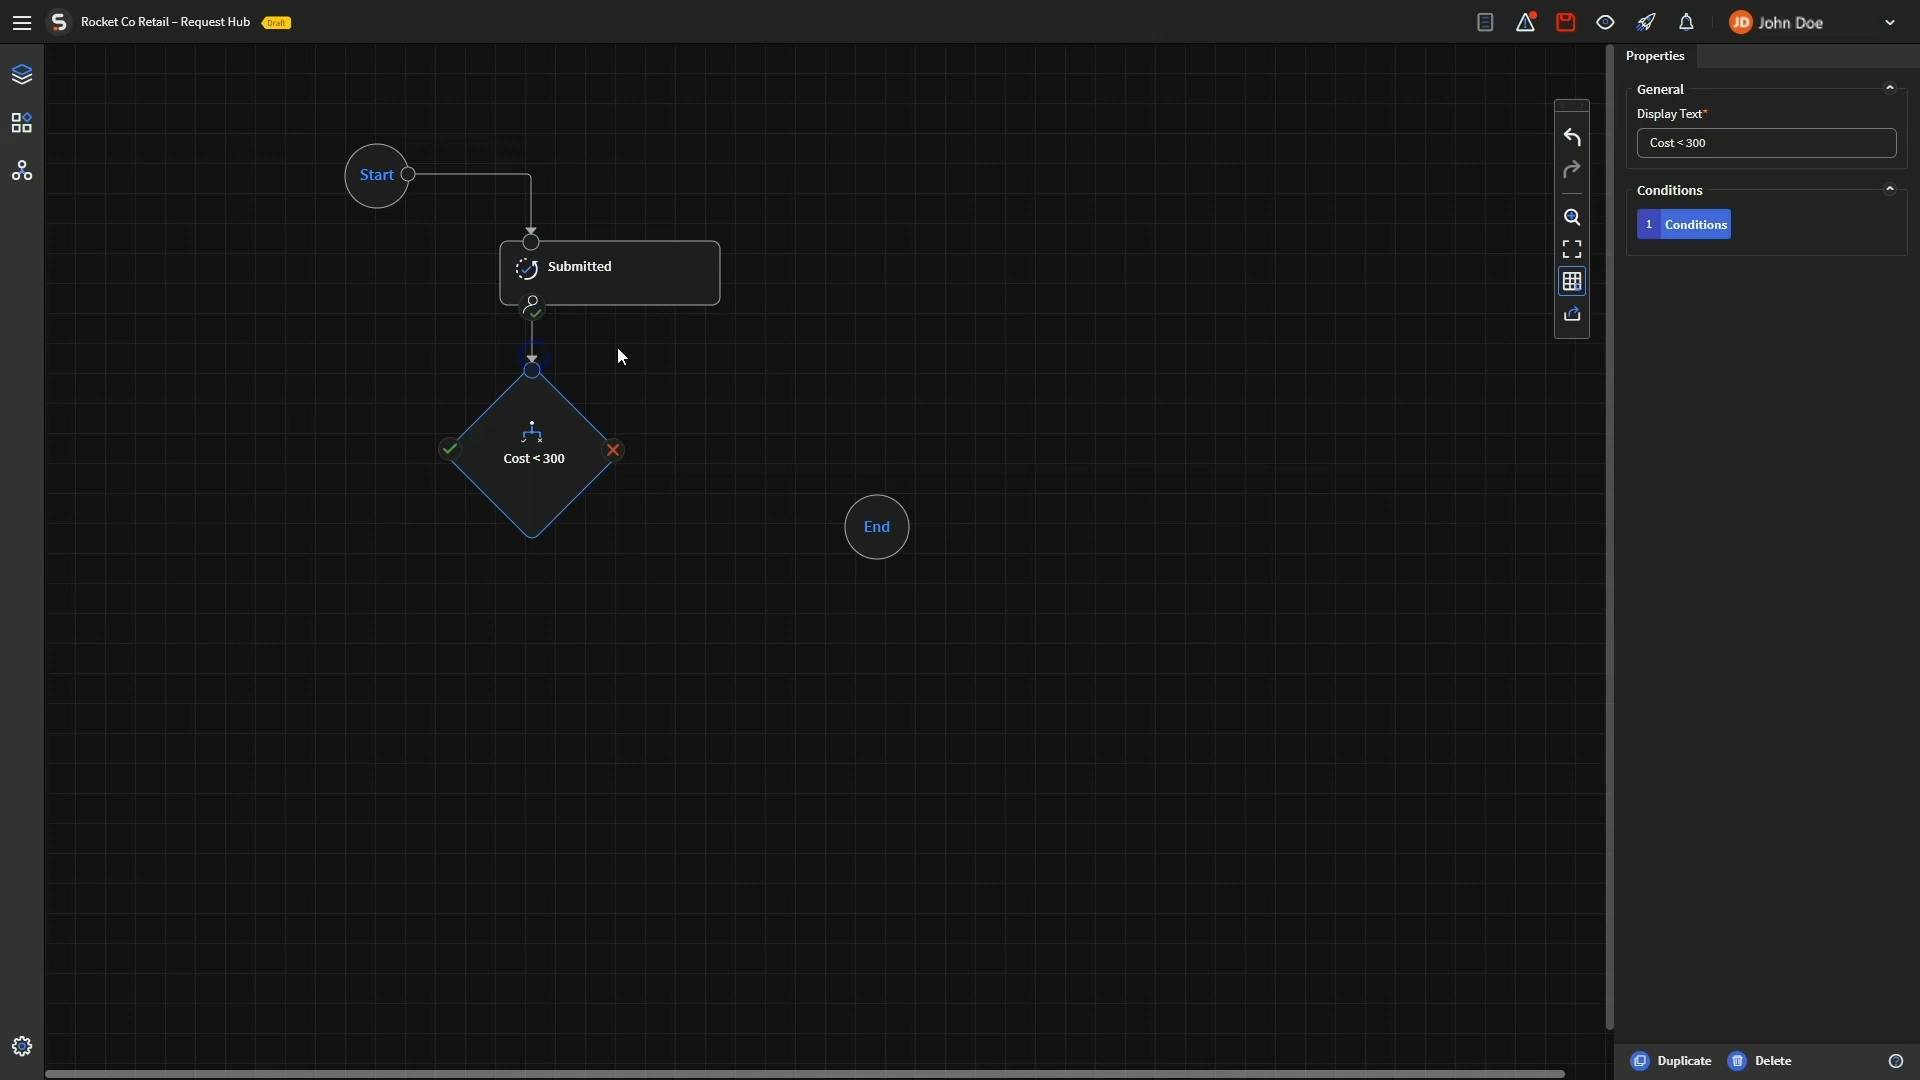 Rocket Co Retail – Request Hub Draft
JD John Doe
Properties
General
Display Text*
Cost < 300
Conditions
1 Conditions
Start
Submitted
Cost < 300
End
Duplicate Delete